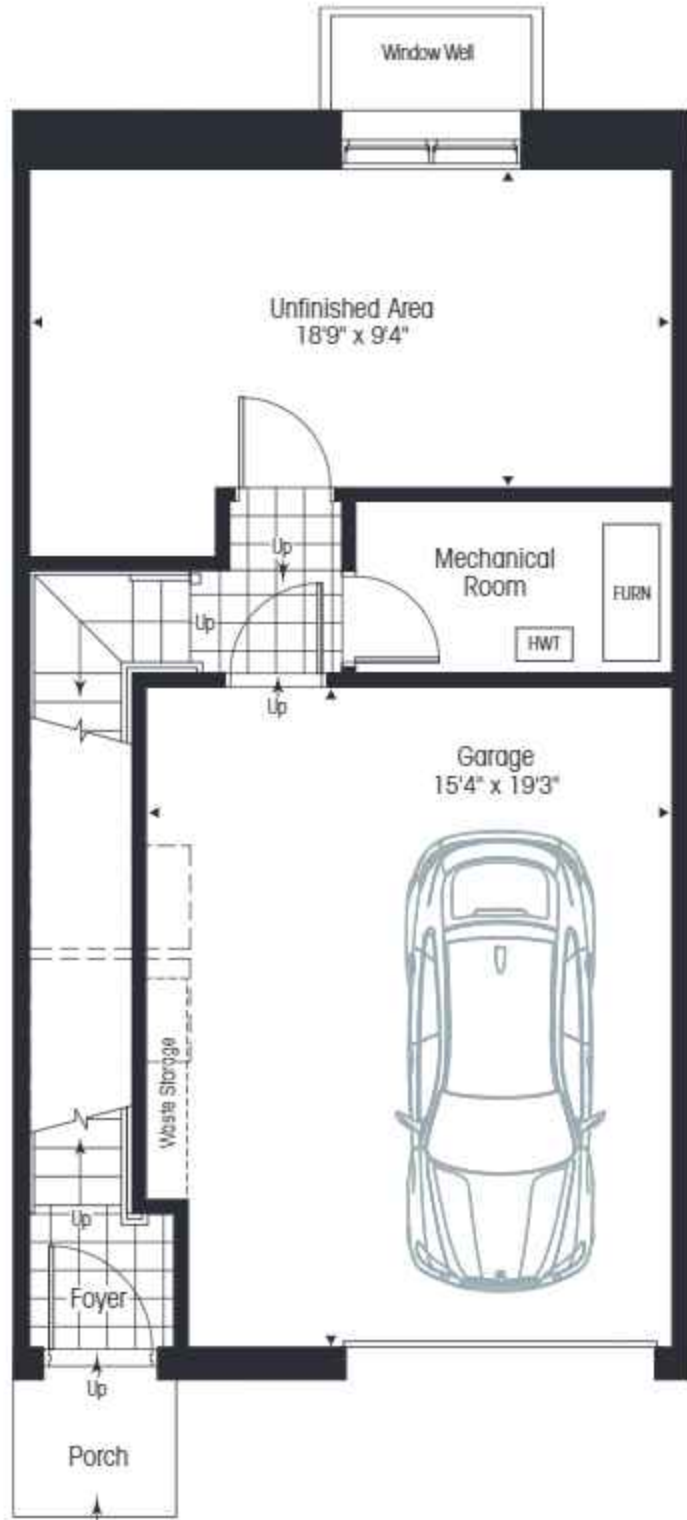 Window Well
Unfinished Area
18'9" x 9'4"
Up
Mechanical
Room
FURN
Up
HWT
Up
Garage
15'4" x 19'3"
Waste Storage
Up
Foyer
Up
Porch